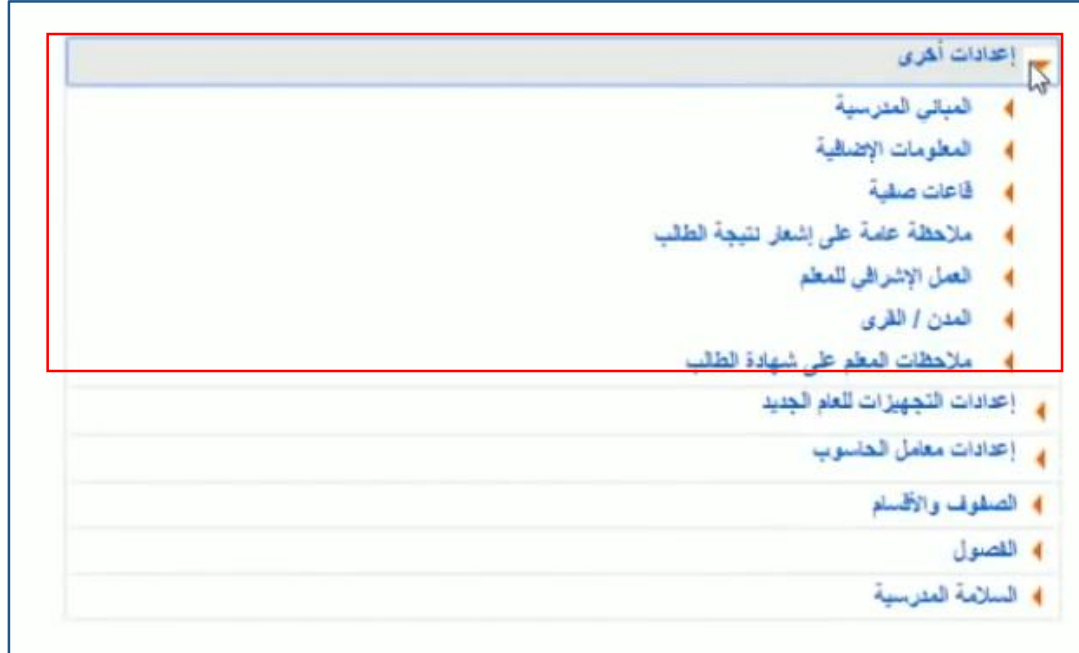 إعدادات أخرى
المباني المدرسية
المعلومات الإضافية
قاعات صفية
ملاحظة عامة على إشعار نتيجة الطالب
العمل الإشرافي للمعلم
المدن / القرى
ملاحظات المعلم على شهادة الطالب
إعدادات التجهيزات للعام الجديد
إعدادات معامل الحاسوب
الصفوف والأقسام
الفصول
السلامة المدرسية